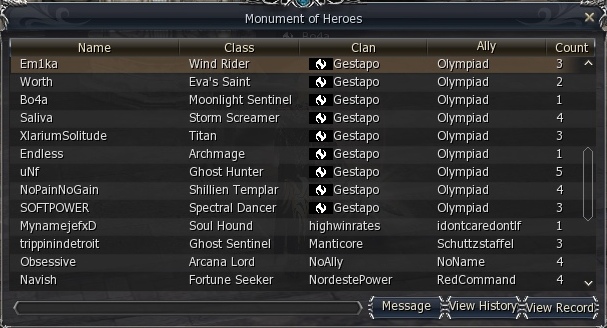 Monument of Heroes
Name Class Clan Ally Count
Em1ka Wind Rider Gestapo Olympiad 3
Worth Eva's Saint Gestapo Olympiad 2
Bo4a Moonlight Sentinel Gestapo Olympiad 1
Saliva Storm Screamer Gestapo Olympiad 4
XlariumSolitude Titan Gestapo Olympiad 3
Endless Archmage Gestapo Olympiad 1
uNf Ghost Hunter Gestapo Olympiad 5
NoPainNoGain Shillien Templar Gestapo Olympiad 4
SOFTPOWER Spectral Dancer Gestapo Olympiad 3
MynamejefxD Soul Hound highwinrates idontcaredontlf 1
trippinindetroit Ghost Sentinel Manticore Schuttzstaffel 3
Obsessive Arcana Lord NoAlly NoName 4
Navish Fortune Seeker NordestePower RedCommand 4
Message View History View Record